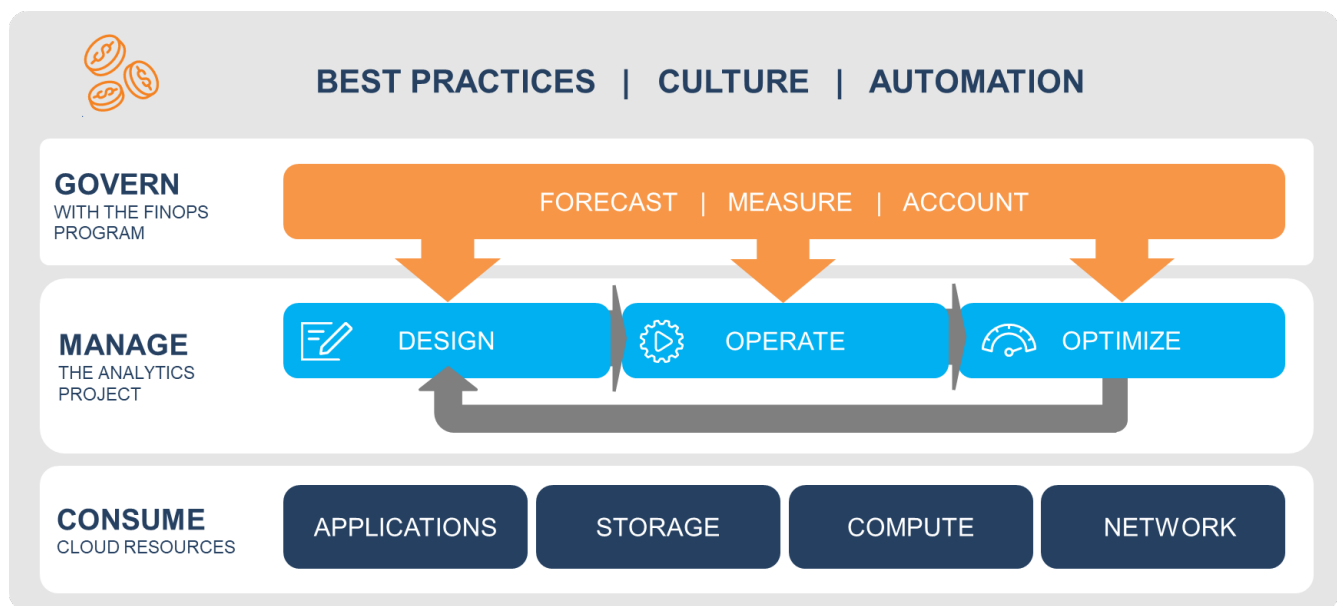 BEST PRACTICES | CULTURE | AUTOMATION
GOVERN
WITH THE FINOPS
PROGRAM
FORECAST | MEASURE | ACCOUNT
MANAGE
THE ANALYTICS
PROJECT
DESIGN
OPERATE
OPTIMIZE
CONSUME
CLOUD RESOURCES
APPLICATIONS
STORAGE
COMPUTE
NETWORK